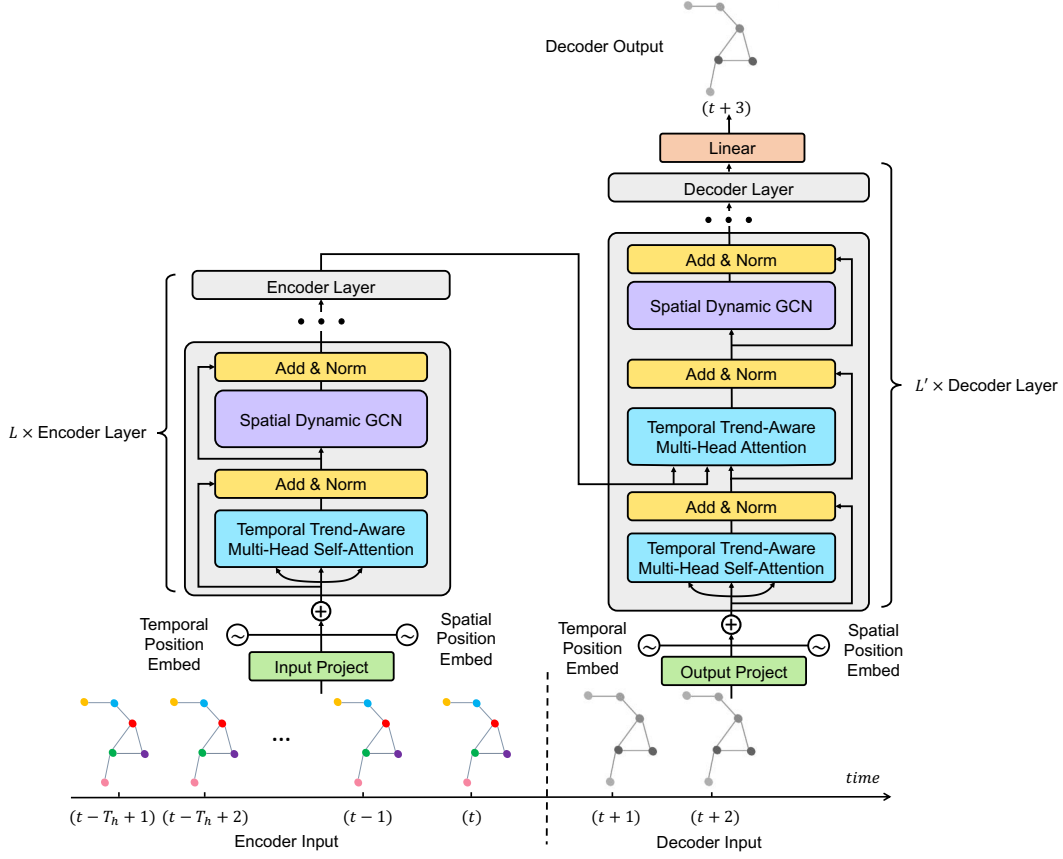 Decoder Output
(t + 3)
Linear
Decoder Layer
• • •
Add & Norm
Spatial Dynamic GCN
Add & Norm
Temporal Trend-Aware
Multi-Head Attention
Add & Norm
Temporal Trend-Aware
Multi-Head Self-Attention
L′ × Decoder Layer
Encoder Layer
• • •
Add & Norm
Spatial Dynamic GCN
Add & Norm
Temporal Trend-Aware
Multi-Head Self-Attention
L × Encoder Layer
+
Temporal
Position
Embed
~
~
Spatial
Position
Embed
Input Project
+
Temporal
Position
Embed
~
~
Spatial
Position
Embed
Output Project
...
time
(t − T_h + 1)
(t − T_h + 2)
(t − 1)
(t)
(t + 1)
(t + 2)
Encoder Input
Decoder Input